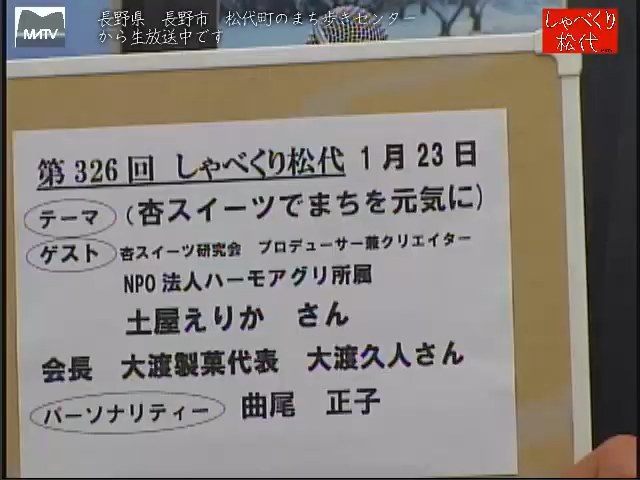 MATV
長野県 長野市 松代町のまち歩きセンター
から生放送中です
しゃべくり
松代
第326回 しゃべくり松代 1月23日
テーマ (杏スイーツでまちを元気に)
ゲスト 杏スイーツ研究会 プロデューサー兼クリエイター
NPO法人ハーモアグリ所属
土屋えりか さん
会長 大渡製菓代表 大渡久人さん
パーソナリティー 曲尾 正子